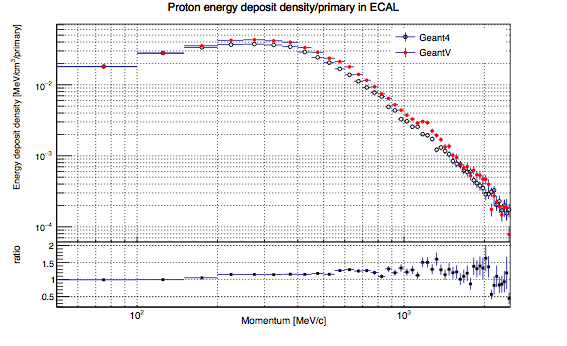 Proton energy deposit density/primary in ECAL
Energy deposit density [MeV/cm³/primary]
Geant4
GeantV
10⁻²
10⁻³
10⁻⁴
ratio
2
1.5
1
0.5
10²
10³
Momentum [MeV/c]